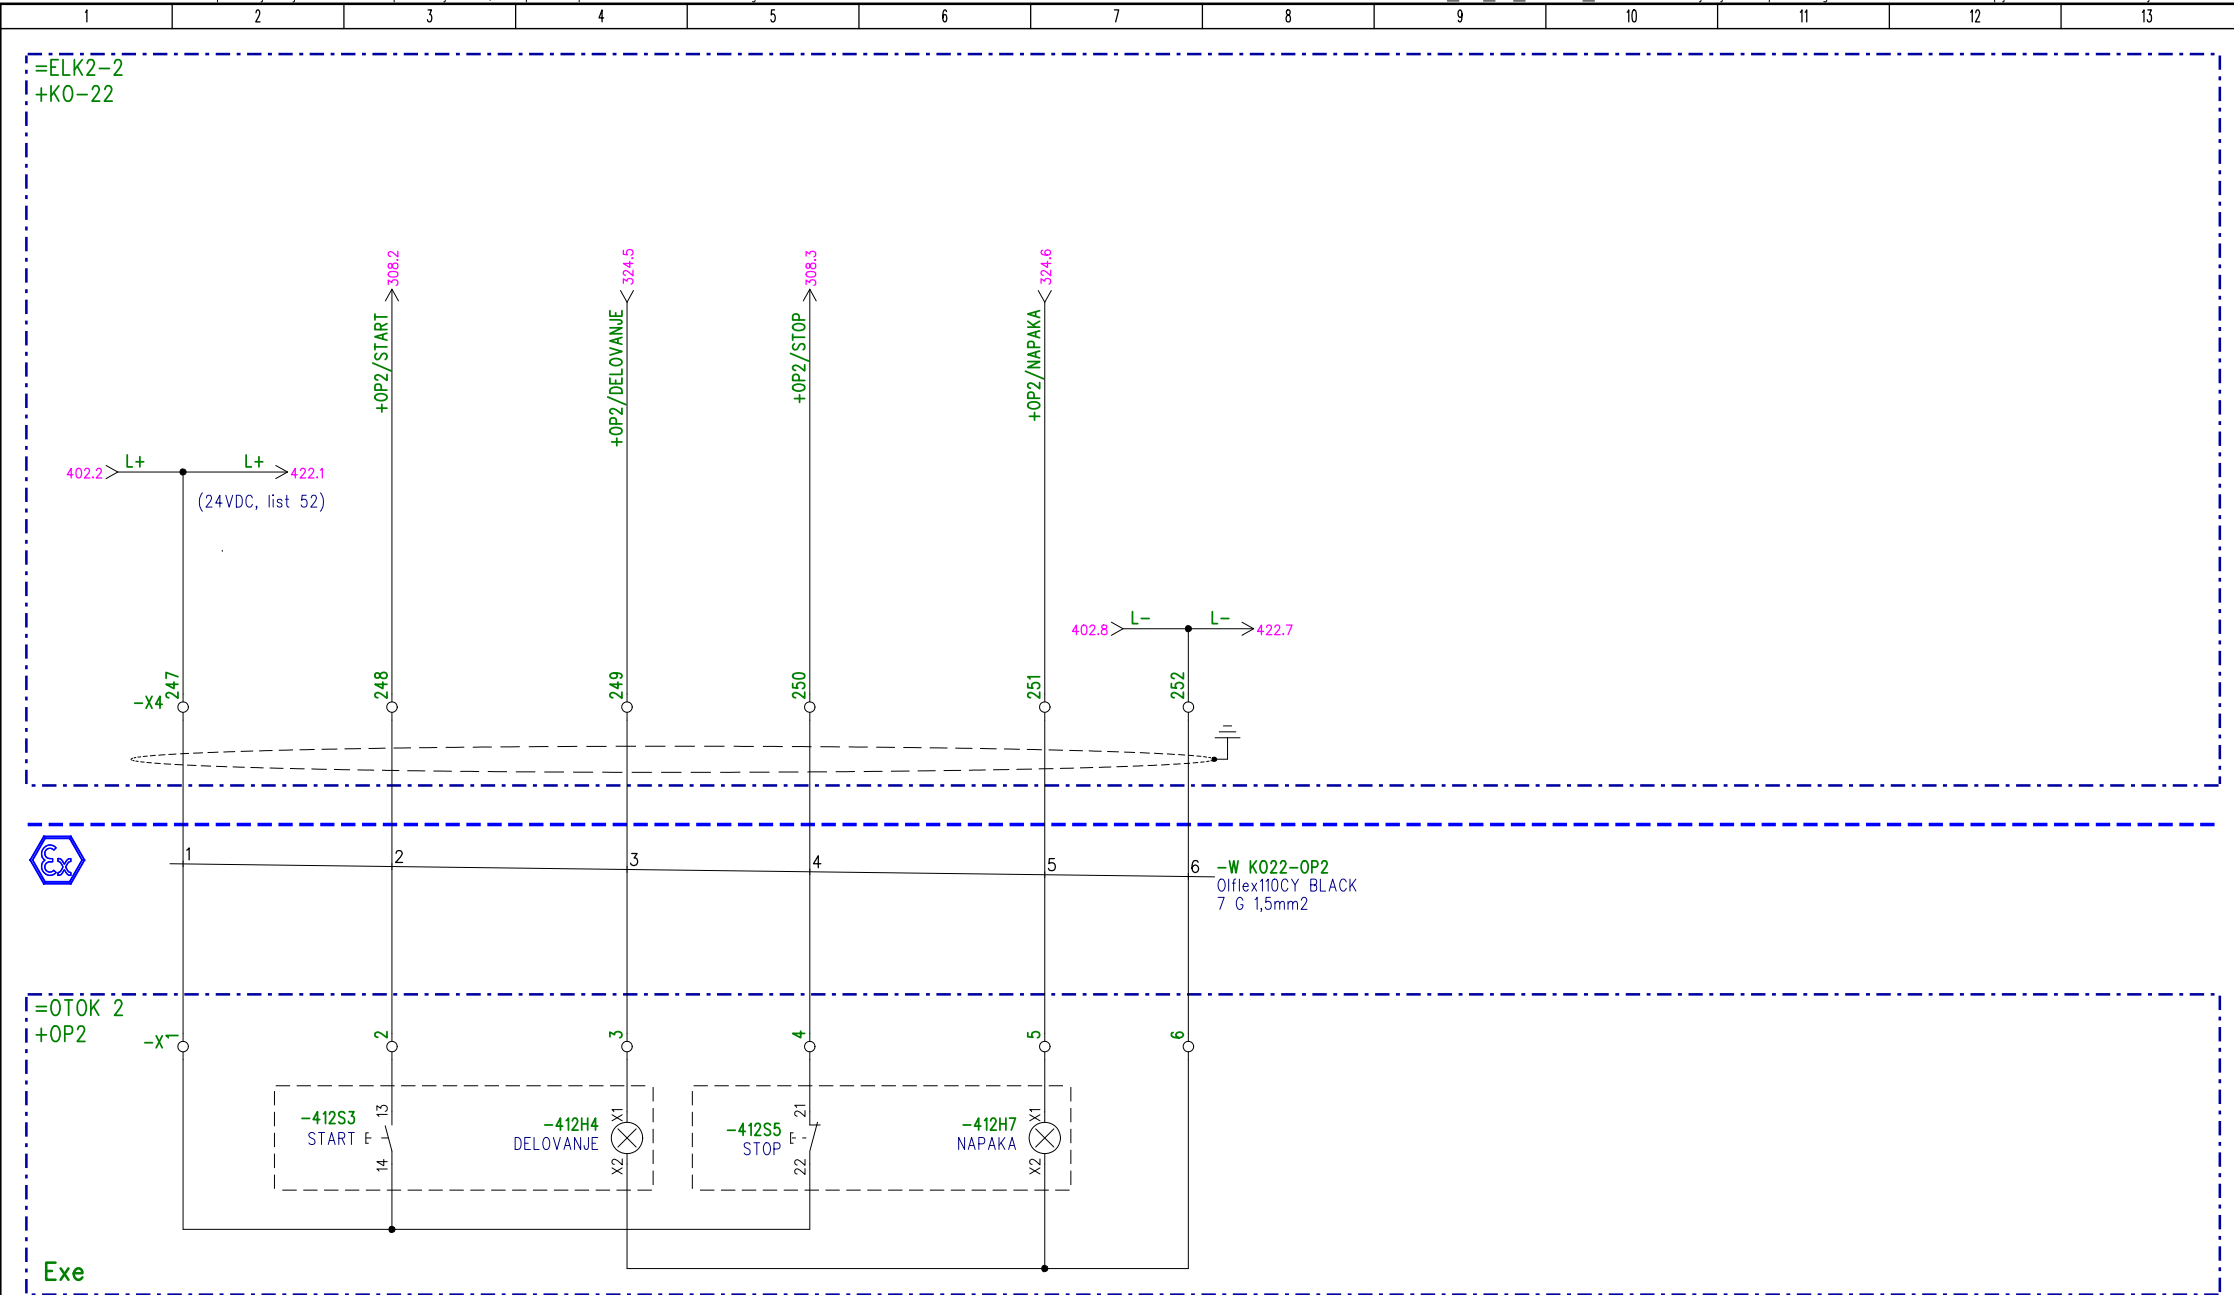 1 2 3 4 5 6 7 8 9 10 11 12 13
=ELK2-2
+KO-22
308.2
324.5
308.3
324.6
+OP2/START
+OP2/DELOVANJE
+OP2/STOP
+OP2/NAPAKA
402.2 L+ L+ 422.1
(24VDC, list 52)
402.8 L- L- 422.7
-X4 247 248 249 250 251 252
Ex
1 2 3 4 5 6
-W KO22-OP2
Olflex110CY BLACK
7 G 1,5mm2
=OTOK 2
+OP2
-X 1 2 3 4 5 6
-412S3
START
13
14
-412H4
DELOVANJE
X1
X2
-412S5
STOP
21
22
-412H7
NAPAKA
X1
X2
Exe